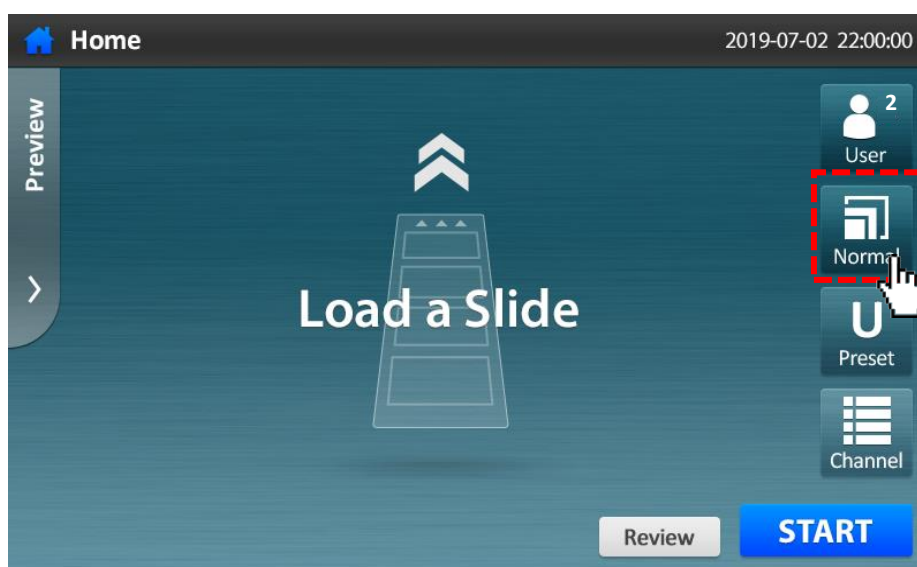 Home
2019-07-02 22:00:00
Preview
2
User
Normal
Load a Slide
U
Preset
Channel
Review
START